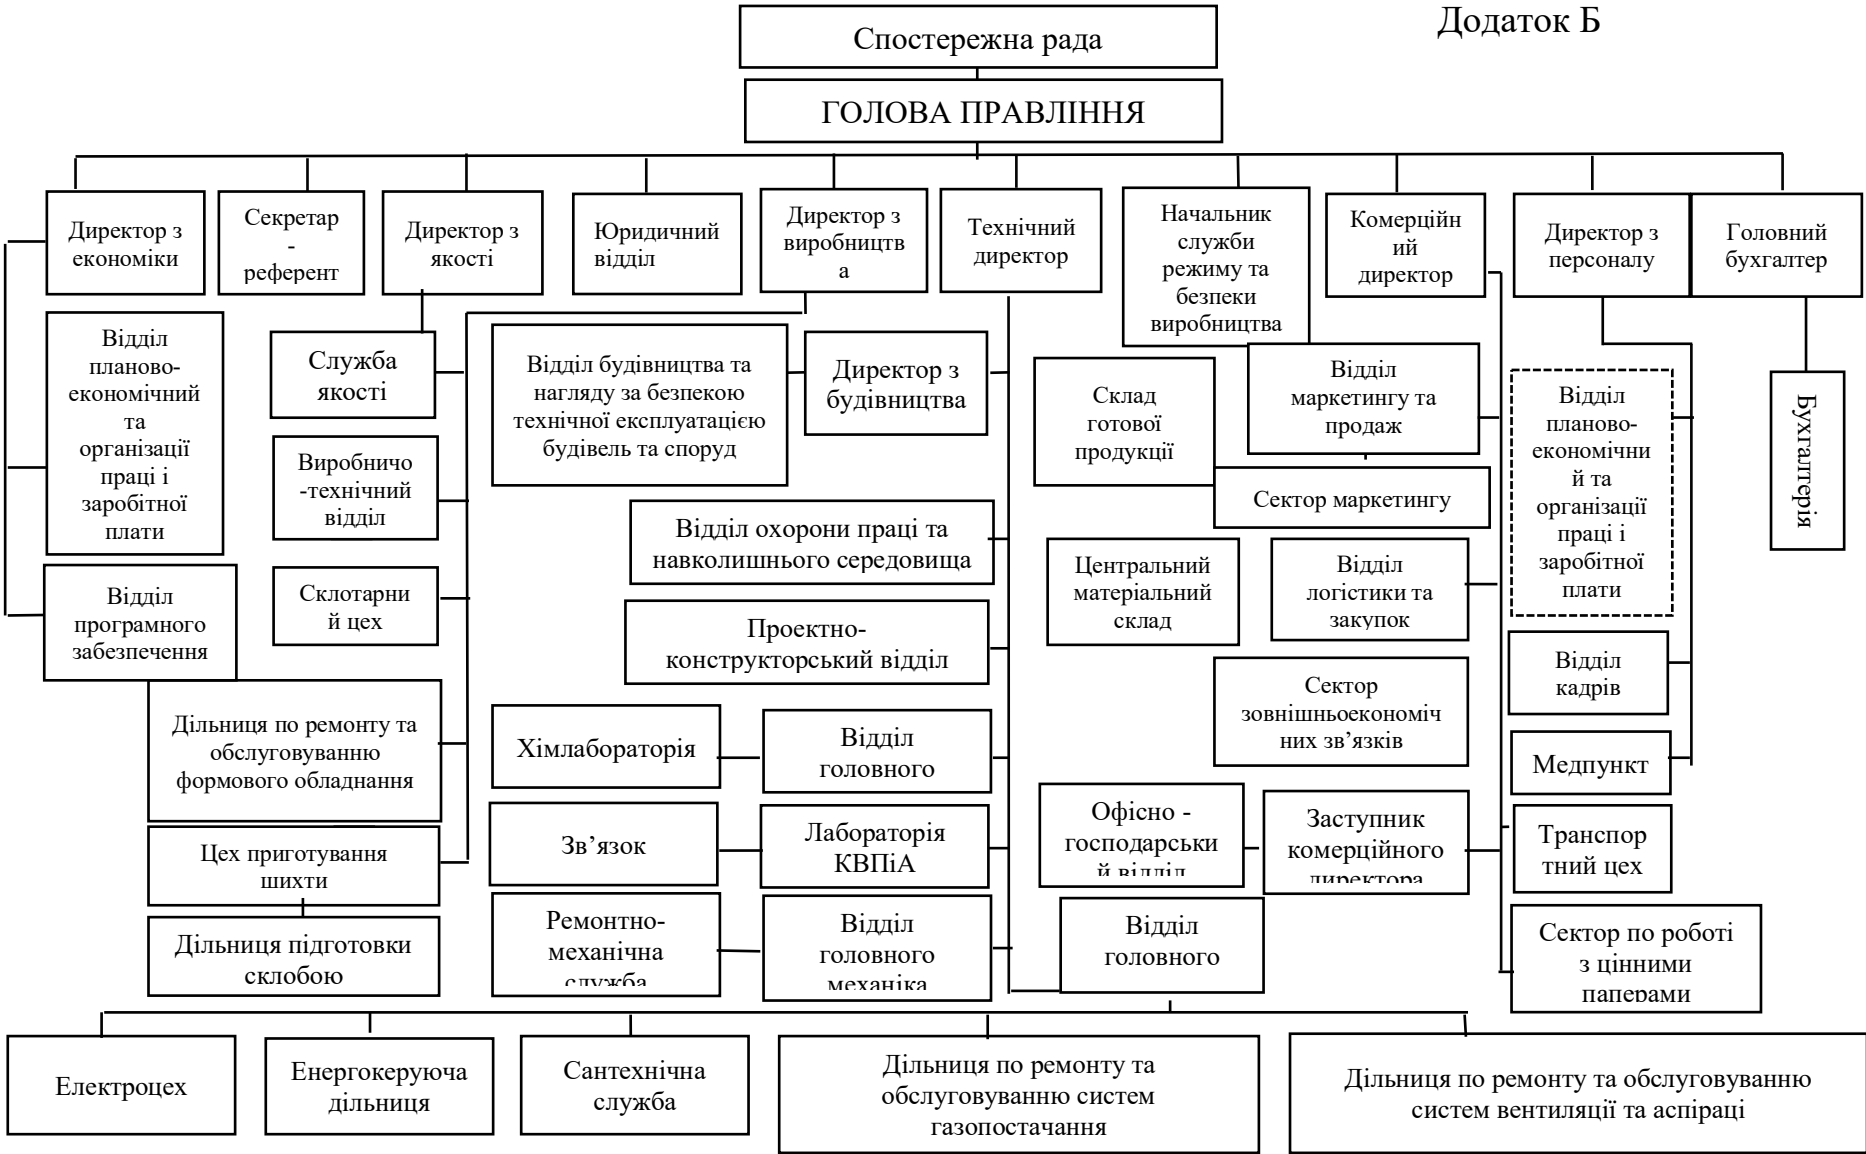 Додаток Б
Спостережна рада
ГОЛОВА ПРАВЛІННЯ
Директор з
економіки
Секретар
-
референт
Директор з
якості
Юридичний
відділ
Директор з
виробництв
а
Технічний
директор
Начальник
служби
режиму та
безпеки
виробництва
Комерційн
ий
директор
Директор з
персоналу
Головний
бухгалтер
Відділ
планово-
економічний
та
організації
праці і
заробітної
плати
Служба
якості
Відділ будівництва та
нагляду за безпекою
технічної експлуатацією
будівель та споруд
Директор з
будівництва
Склад
готової
продукції
Відділ
маркетингу та
продаж
Відділ
планово-
економічни
й та
організації
праці і
заробітної
плати
Бухгалтерія
Виробничо
-технічний
відділ
Сектор маркетингу
Відділ охорони праці та
навколишнього середовища
Центральний
матеріальний
склад
Відділ
логістики та
закупок
Відділ
програмного
забезпечення
Склотарни
й цех
Проектно-
конструкторський відділ
Сектор
зовнішньоекономіч
них зв’язків
Відділ
кадрів
Дільниця по ремонту та
обслуговуванню
формового обладнання
Хімлабораторія
Відділ
головного
Медпункт
Цех приготування
шихти
Зв’язок
Лабораторія
КВПіА
Офісно -
господарськи
й відділ
Заступник
комерційного
директора
Транспор
тний цех
Дільниця підготовки
склобою
Ремонтно-
механічна
служба
Відділ
головного
механіка
Відділ
головного
Сектор по роботі
з цінними
паперами
Електроцех
Енергокеруюча
дільниця
Сантехнічна
служба
Дільниця по ремонту та
обслуговуванню систем
газопостачання
Дільниця по ремонту та обслуговуванню
систем вентиляції та аспіраці